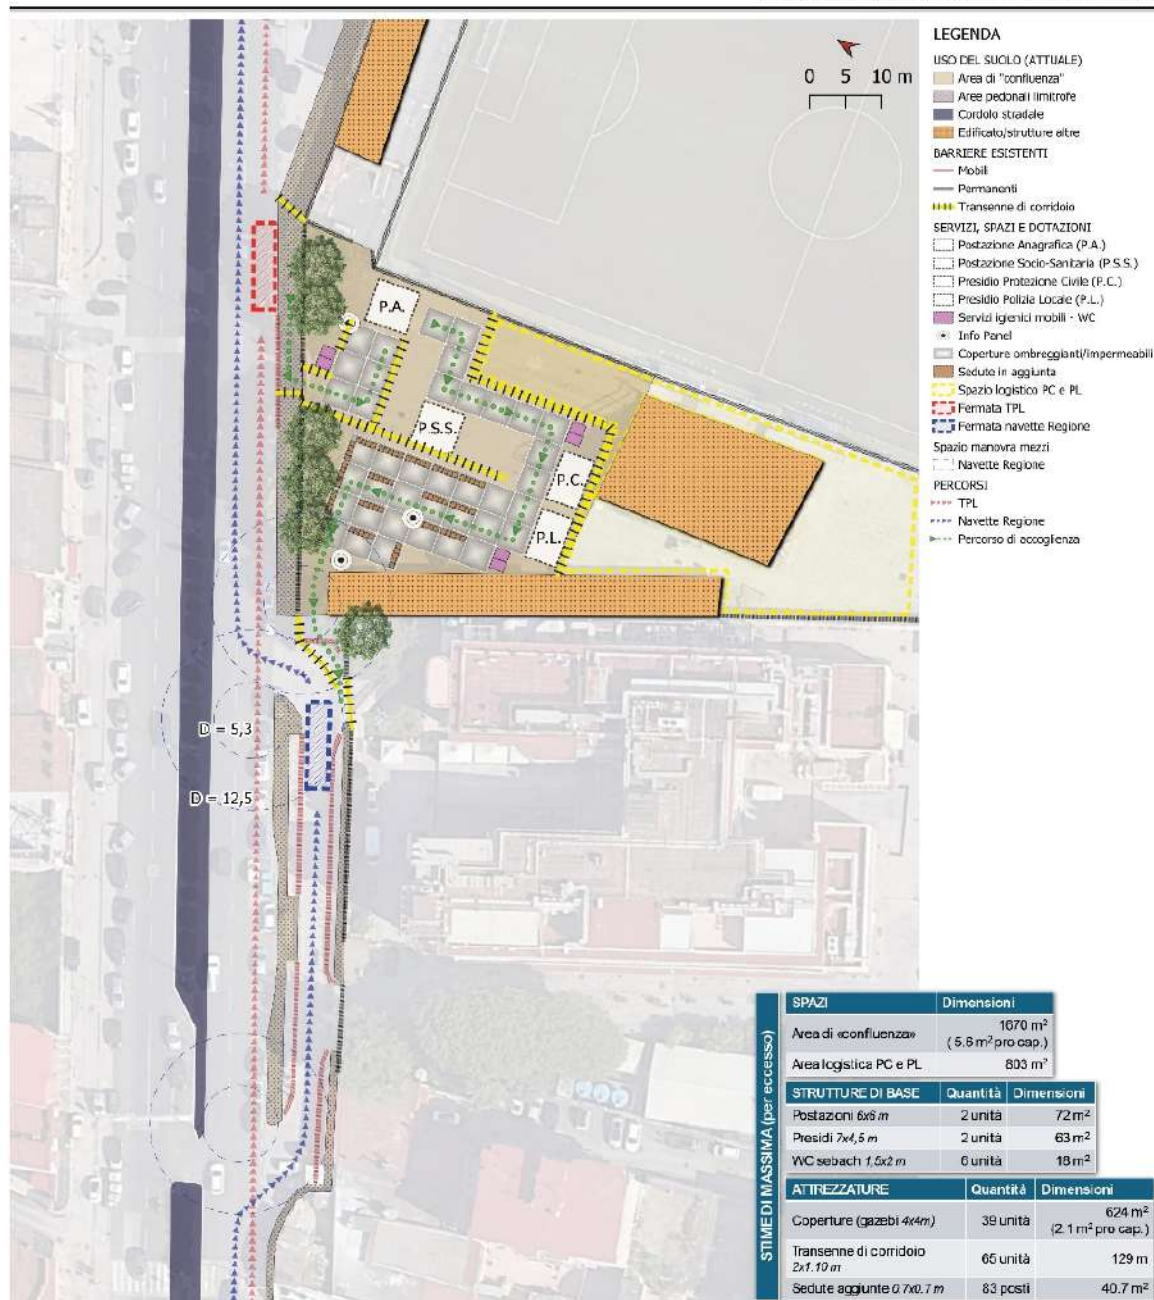 0 5 10 m
P.A.
P.S.S.
P.C.
P.L.
D = 5,3
D = 12,5
LEGENDA
USO DEL SUOLO (ATTUALE)
Area di "confluenza"
Aree pedonali limitrofe
Cordolo stradale
Edificato/strutture altre
BARRIERE ESISTENTI
Mobili
Permanenti
Transenne di corridoio
SERVIZI, SPAZI E DOTAZIONI
Postazione Anagrafica (P.A.)
Postazione Socio-Sanitaria (P.S.S.)
Presidio Protezione Civile (P.C.)
Presidio Polizia Locale (P.L.)
Servizi igienici mobili - WC
Info Panel
Coperture ombreggianti/impermeabili
Sedute in aggiunta
Spazio logistico PC e PL
Fermata TPL
Fermata navette Regione
Spazio manovra mezzi
Navette Regione
PERCORSI
TPL
Navette Regione
Percorso di accoglienza
STIME DI MASSIMA (per eccesso)
SPAZI Dimensioni
Area di «confluenza» 1670 m²
(5.6 m² pro cap.)
Area logistica PC e PL 803 m²
STRUTTURE DI BASE Quantità Dimensioni
Postazioni 6x6 m 2 unità 72 m²
Presidi 7x4,5 m 2 unità 63 m²
WC sebach 1,5x2 m 6 unità 18 m²
ATTREZZATURE Quantità Dimensioni
Coperture (gazebi 4x4m) 39 unità 624 m²
(2.1 m² pro cap.)
Transenne di corridoio
2x1.10 m 65 unità 129 m
Sedute aggiunte 0.7x0.7 m 83 posti 40.7 m²